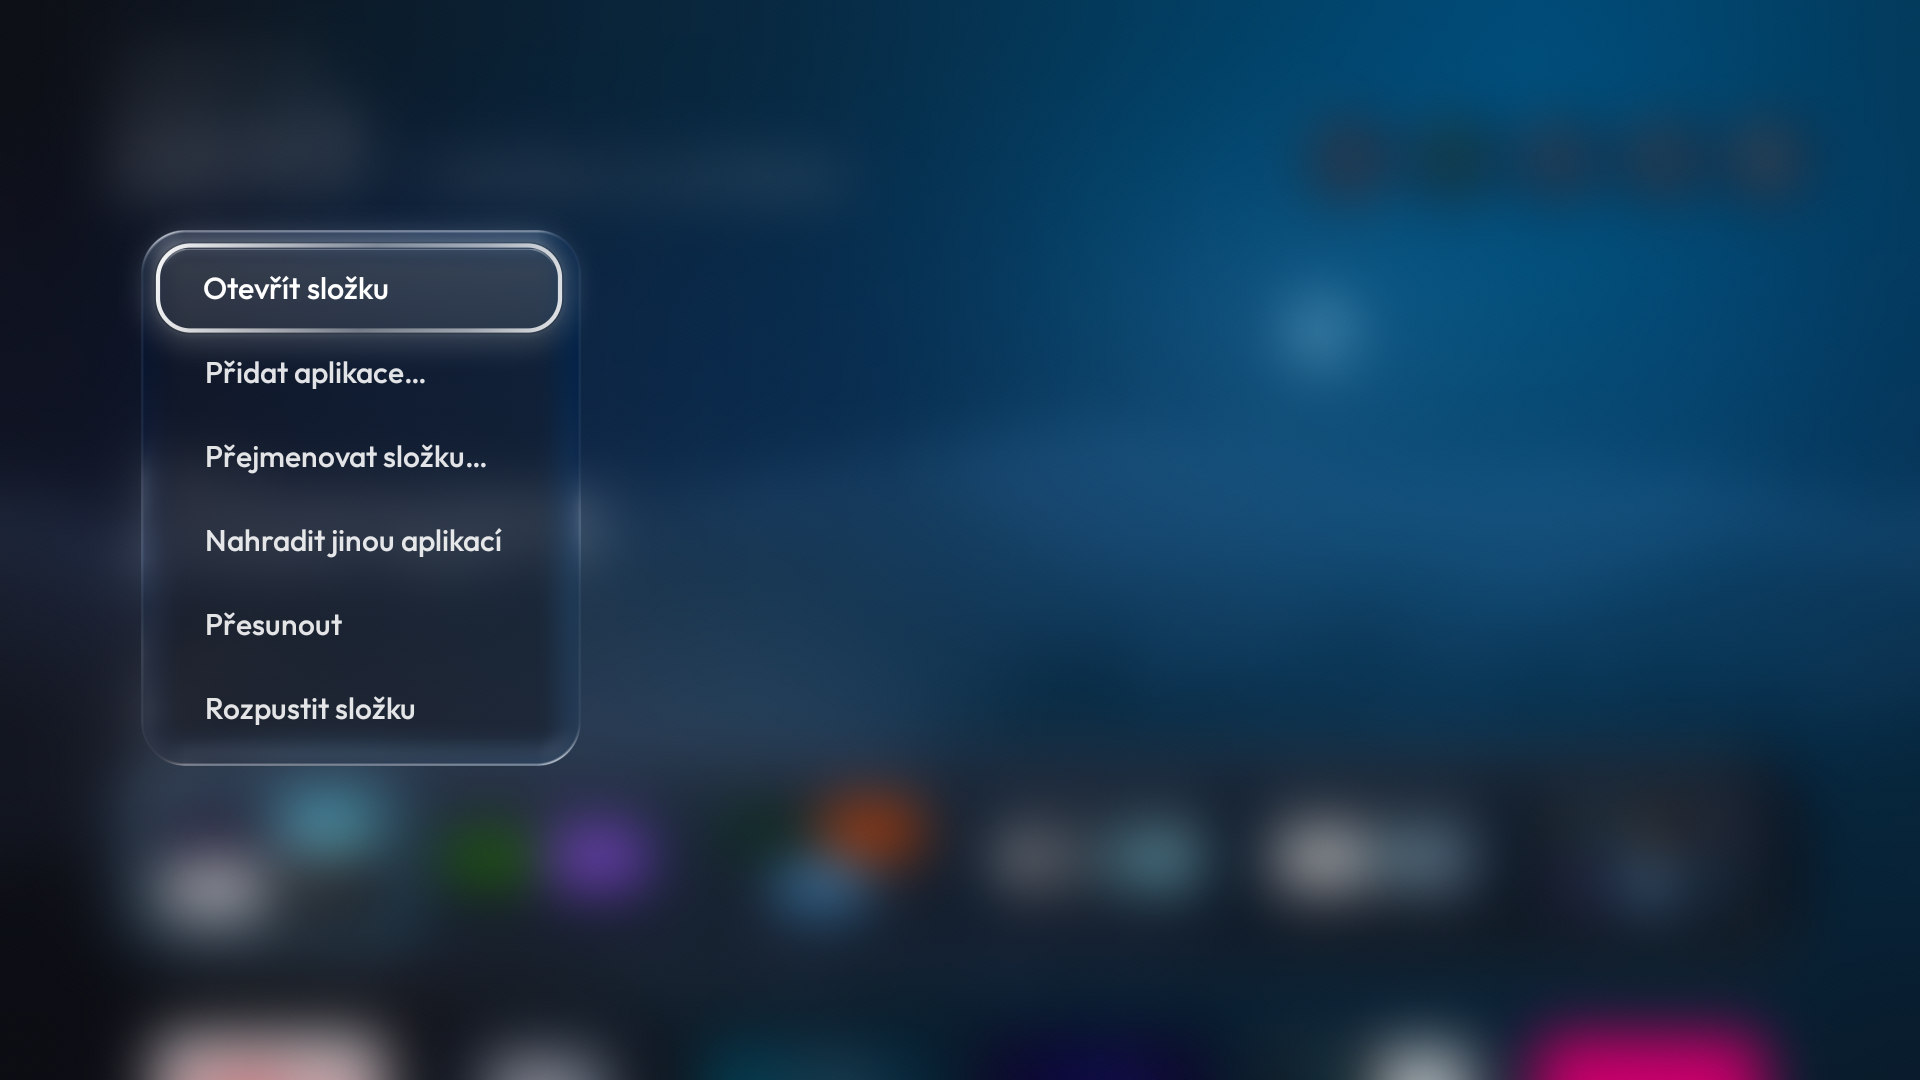 Otevřít složku
Přidat aplikace…
Přejmenovat složku…
Nahradit jinou aplikací
Přesunout
Rozpustit složku